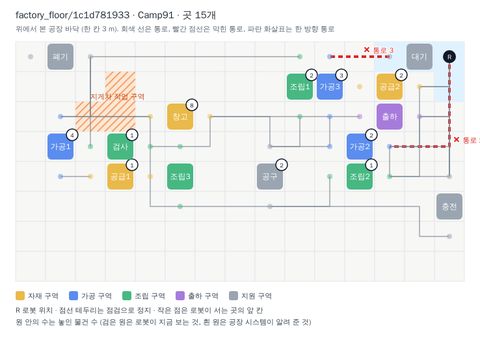 factory_floor/1c1d781933 · Camp91 · 곳 15개
위에서 본 공장 바닥 (한 칸 3 m). 회색 선은 통로, 빨간 점선은 막힌 통로, 파란 화살표는 한 방향 통로
폐기
✕ 통로 3
대기
R
지게차 작업 구역
조립1
2
가공3
3
공급2
2
창고
8
출하
✕ 통로
가공1
4
검사
1
가공2
2
공급1
1
조립3
공구
2
조립2
1
충전
자재 구역
가공 구역
조립 구역
출하 구역
지원 구역
R 로봇 위치 · 점선 테두리는 점검으로 정지 · 작은 점은 로봇이 서는 곳의 앞 칸
원 안의 수는 놓인 물건 수 (검은 원은 로봇이 지금 보는 것, 흰 원은 공장 시스템이 알려 준 것)